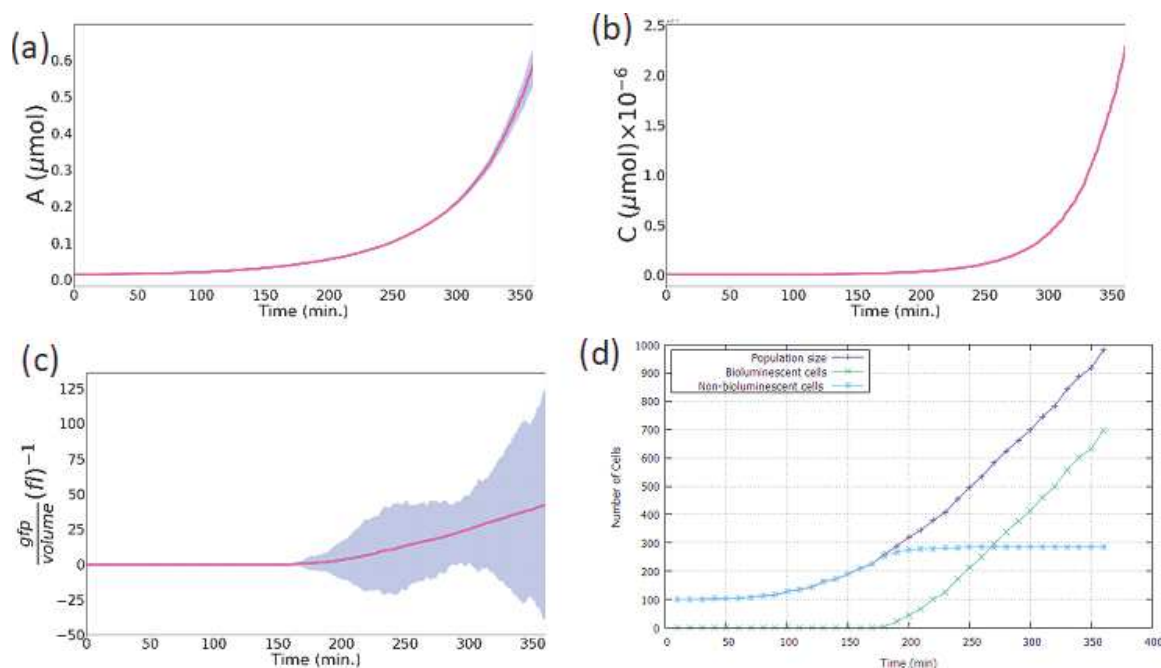 (a)
A (μmol)
0.6
0.5
0.4
0.3
0.2
0.1
0.0
0 50 100 150 200 250 300 350
Time (min.)
(b)
C (μmol)×10⁻⁶
2.5
2.0
1.5
1.0
0.5
0.0
0 50 100 150 200 250 300 350
Time (min.)
(c)
gfp
volume (fl)⁻¹
125
100
75
50
25
0
−25
−50
0 50 100 150 200 250 300 350
Time (min.)
(d)
Number of Cells
1000
900
800
700
600
500
400
300
200
100
0
Population size
Bioluminescent cells
Non-bioluminescent cells
0 50 100 150 200 250 300 350 400
Time (min)